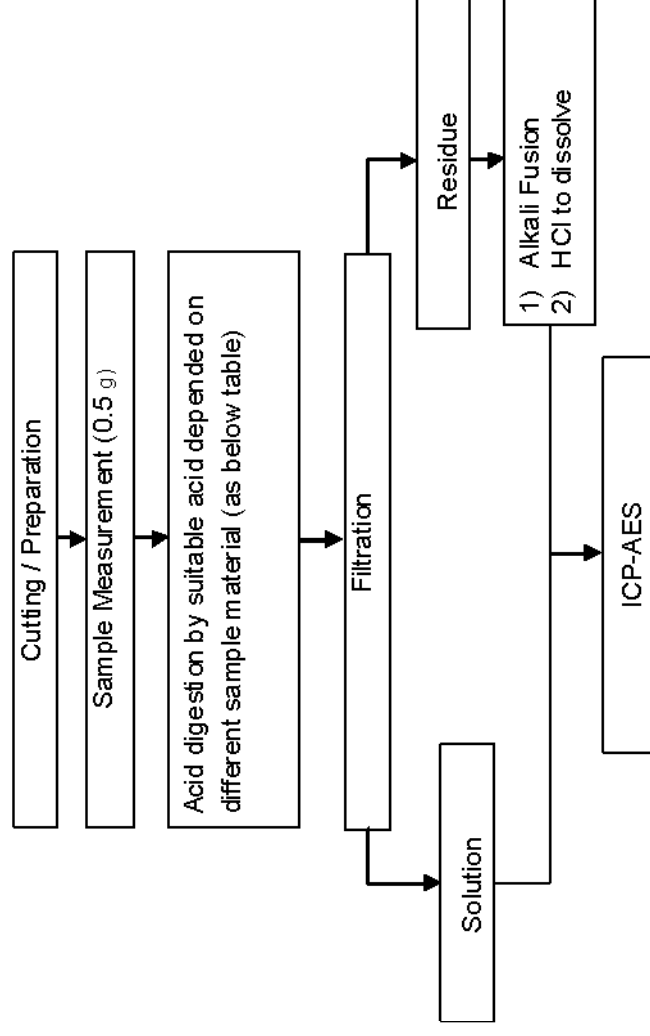 Cutting / Preparation
Sample Measurement (0.5 g)
Acid digestion by suitable acid depended on
different sample material (as below table)
Filtration
Solution
Residue
1) Alkali Fusion
2) HCl to dissolve
ICP-AES